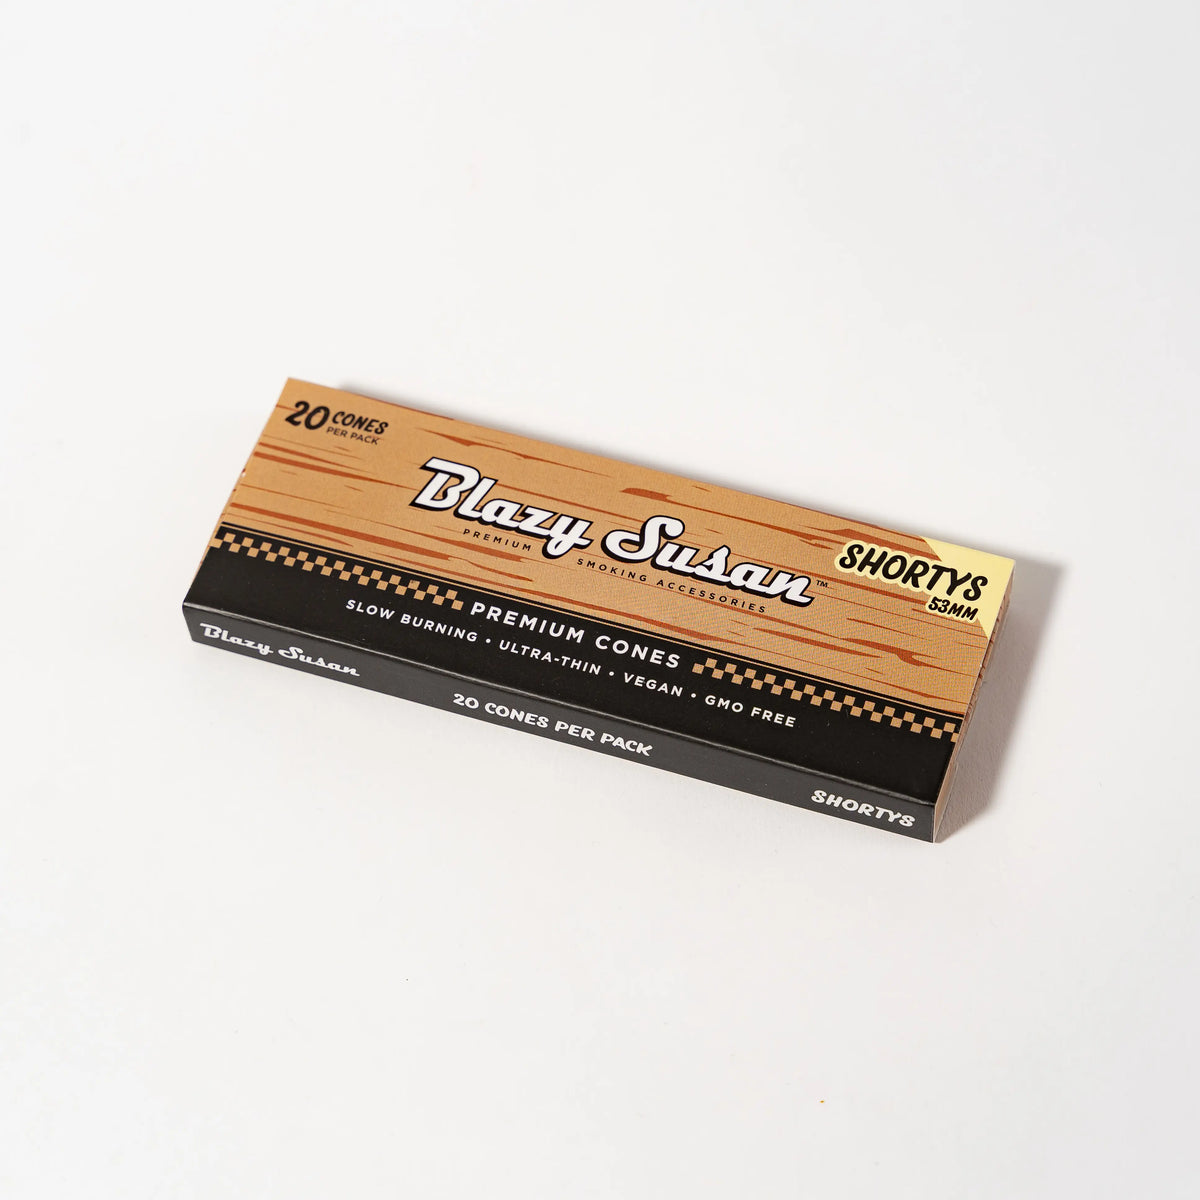 20 CONES
PER PACK
Blazy Susan™
PREMIUM SMOKING ACCESSORIES
SHORTYS
53MM
PREMIUM CONES
SLOW BURNING • ULTRA-THIN • VEGAN • GMO FREE
Blazy Susan
20 CONES PER PACK
SHORTYS